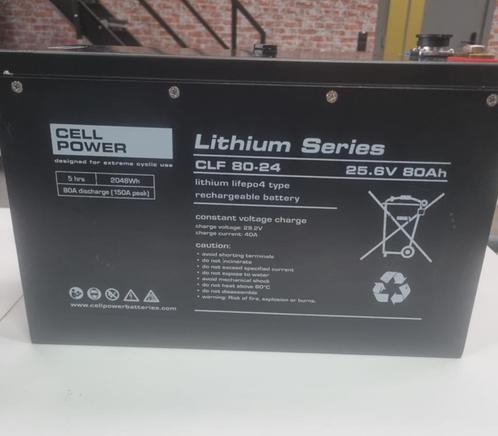 CELL
POWER
designed for extreme cyclic use
5 hrs 2048Wh
80A discharge [150A peak]
Lithium Series
CLF 80-24 25.6V 80Ah
lithium lifepo4 type
rechargeable battery
constant voltage charge
charge voltage: 29.2V
charge current: 40A
caution:
• avoid shorting terminals
• do not incinerate
• do not exceed specified current
• do not expose to water
• avoid mechanical shock
• do not heat above 60°C
• do not disassemble
• warning: Risk of fire, explosion or burns.
www.cellpowerbatteries.com